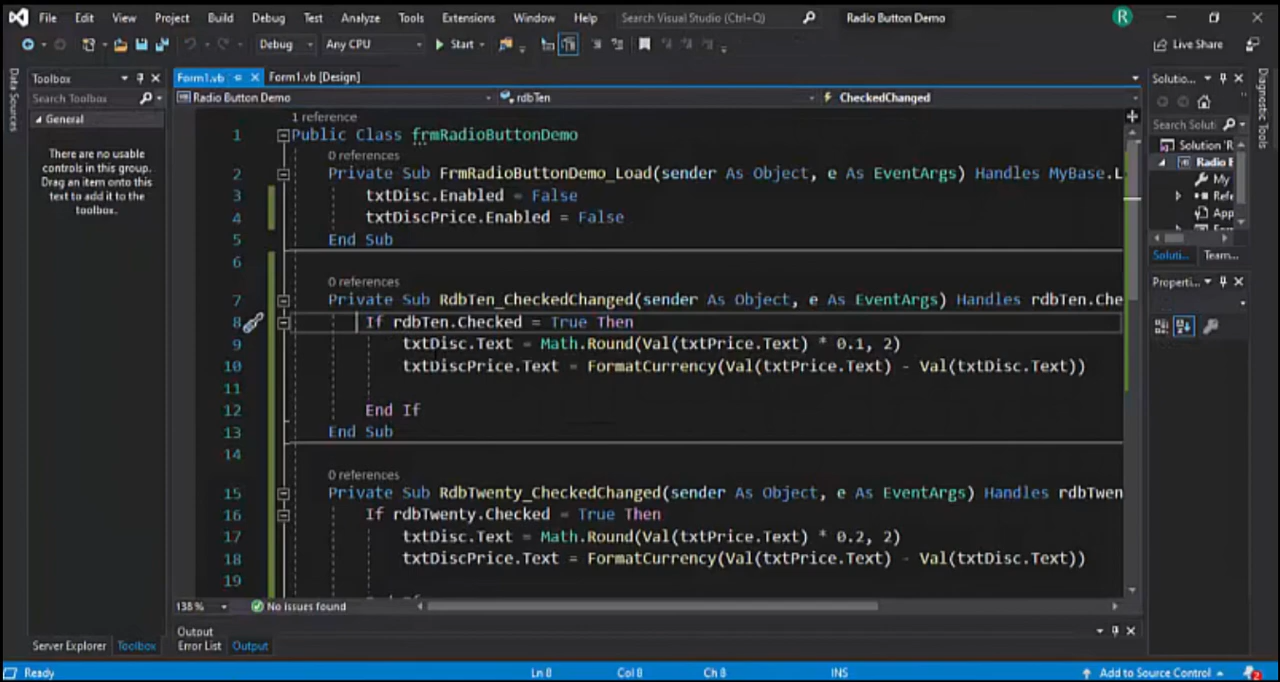 File Edit View Project Build Debug Test Analyze Tools Extensions Window Help Search Visual Studio (Ctrl+Q) Radio Button Demo R
Debug Any CPU Start Live Share
Data Sources
Toolbox
Search Toolbox
General
There are no usable
controls in this group.
Drag an item onto this
text to add it to the
toolbox.
Server Explorer Toolbox
Form1.vb Form1.vb [Design]
Radio Button Demo rdbTen CheckedChanged
1 reference
1 Public Class frmRadioButtonDemo
0 references
2 Private Sub FrmRadioButtonDemo_Load(sender As Object, e As EventArgs) Handles MyBase.L
3 txtDisc.Enabled = False
4 txtDiscPrice.Enabled = False
5 End Sub
6
0 references
7 Private Sub RdbTen_CheckedChanged(sender As Object, e As EventArgs) Handles rdbTen.Che
8 If rdbTen.Checked = True Then
9 txtDisc.Text = Math.Round(Val(txtPrice.Text) * 0.1, 2)
10 txtDiscPrice.Text = FormatCurrency(Val(txtPrice.Text) - Val(txtDisc.Text))
11
12 End If
13 End Sub
14
0 references
15 Private Sub RdbTwenty_CheckedChanged(sender As Object, e As EventArgs) Handles rdbTwen
16 If rdbTwenty.Checked = True Then
17 txtDisc.Text = Math.Round(Val(txtPrice.Text) * 0.2, 2)
18 txtDiscPrice.Text = FormatCurrency(Val(txtPrice.Text) - Val(txtDisc.Text))
19
138 % No issues found
Output
Error List Output
Solutio...
Search Soluti
Solution 'R
Radio B
My
Refe
App
Soluti... Team...
Properti...
Diagnostic Tools
Ready Ln 8 Col 8 Ch 8 INS Add to Source Control 2